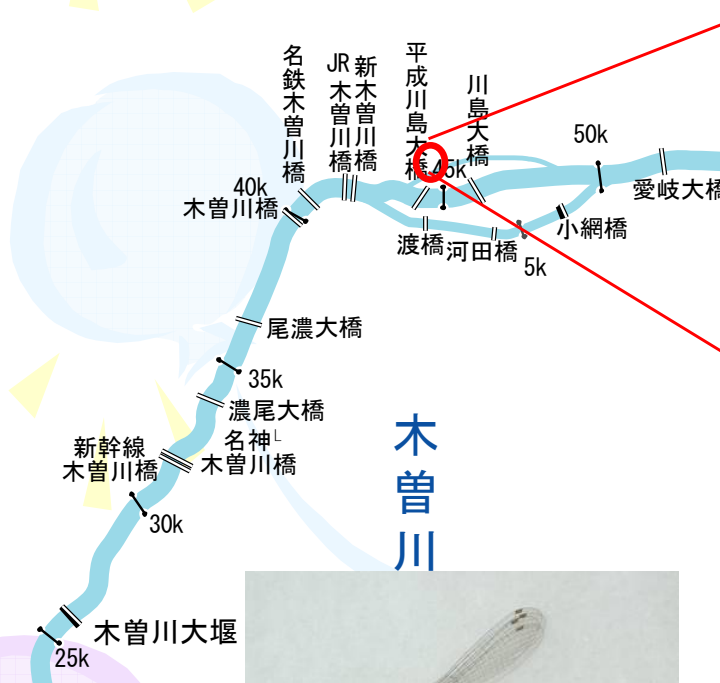 名鉄木曽川橋
JR木曽川橋
新木曽川橋
平成川島大橋
川島大橋
50k
45k
愛岐大橋
40k
木曽川橋
渡橋
河田橋
小網橋
5k
尾濃大橋
35k
濃尾大橋
名神
木曽川橋
新幹線
木曽川橋
30k
木曽川
木曽川大堰
25k